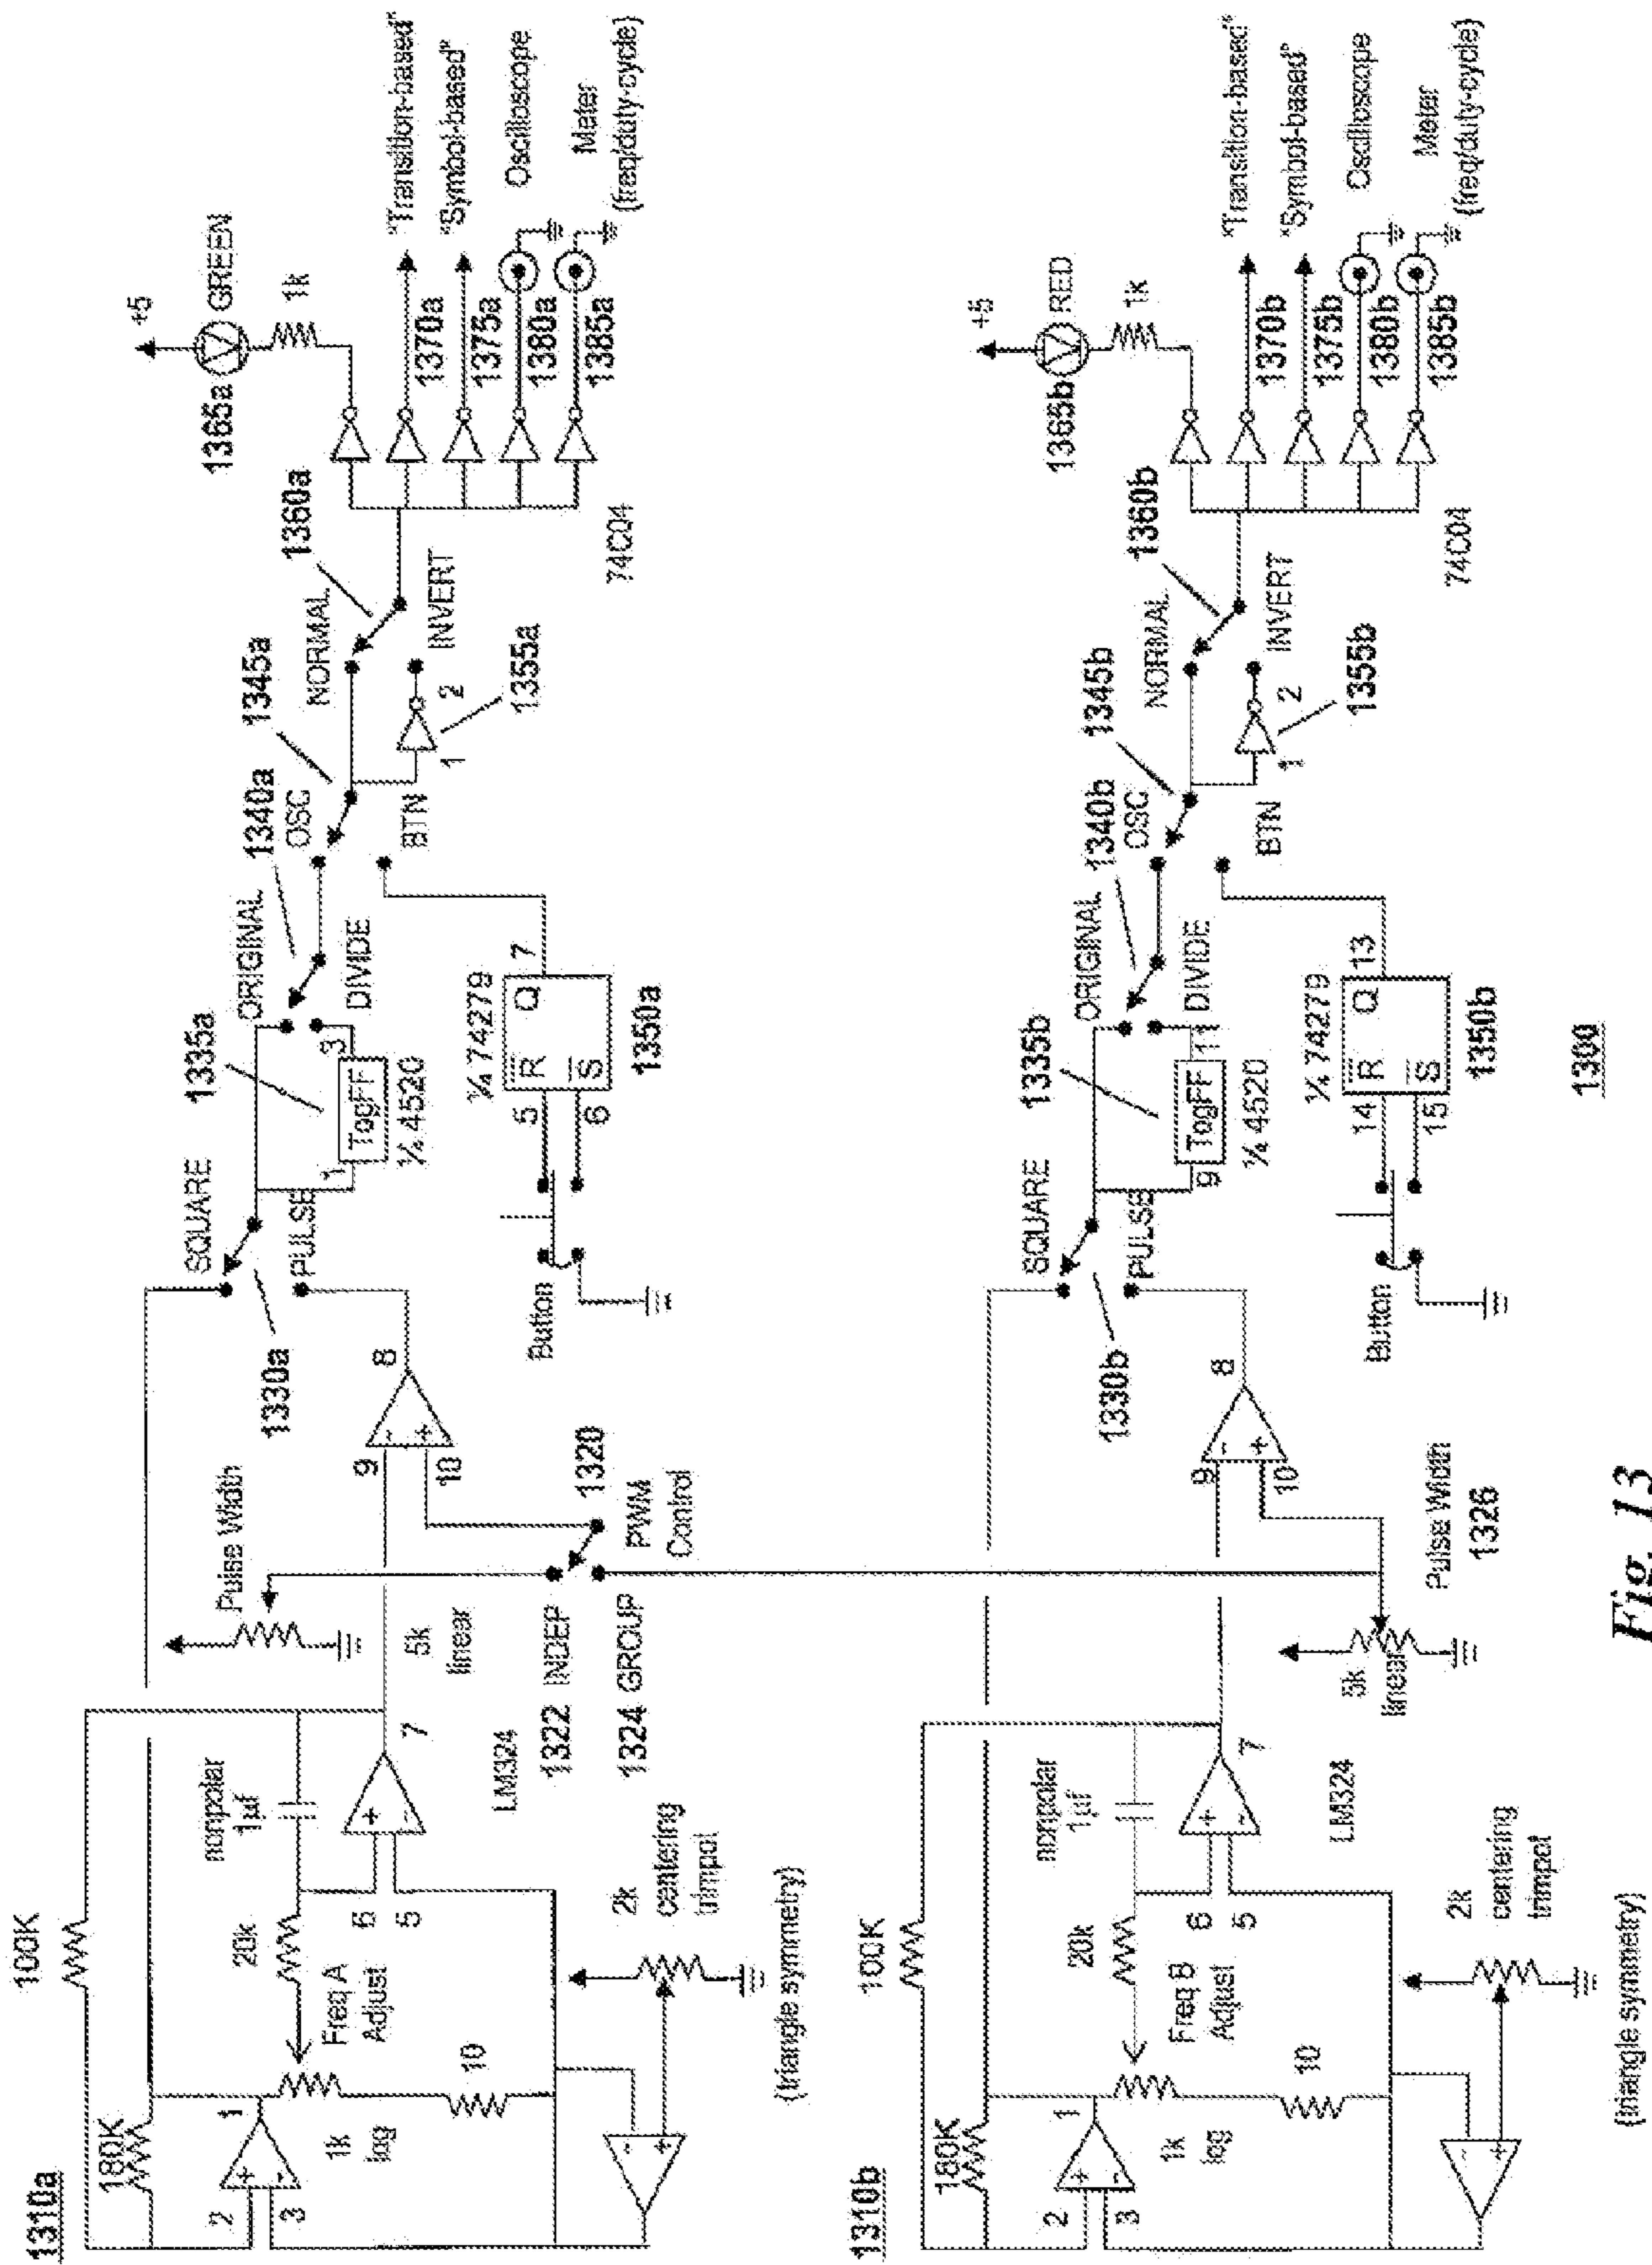 1310a
180K
100K
2
3
1
1k
log
10
Freq A
Adjust
20k
nonpolar
1µf
6
5
7
LM324
2k
centering
trimpot
{triangle symmetry}
5k
linear
Pulse Width
1322 INDEP
1324 GROUP
PWM
Control
1320
9
10
8
1330a
SQUARE
PULSE
1335a
1
3
TogFF
¼ 4520
ORIGINAL
DIVIDE
1340a
Button
5
6
R
S
Q
7
¼ 74279
1350a
OSC
BTN
1345a
NORMAL
INVERT
1
2
1355a
1360a
74C04
1365a
+5
GREEN
1k
1370a
1375a
1380a
1385a
"Transition-based"
"Symbol-based"
Oscilloscope
Meter
{freq/duty-cycle}
1310b
180K
100K
2
3
1
1k
log
10
Freq B
Adjust
20k
nonpolar
1µf
6
5
7
LM324
2k
centering
trimpot
{triangle symmetry}
5k
linear
Pulse Width
1326
9
10
8
1330b
SQUARE
PULSE
1335b
9
11
TogFF
¼ 4520
ORIGINAL
DIVIDE
1340b
Button
14
15
R
S
Q
13
¼ 74279
1350b
OSC
BTN
1345b
NORMAL
INVERT
1
2
1355b
1360b
74C04
1365b
+5
RED
1k
1370b
1375b
1380b
1385b
"Transition-based"
"Symbol-based"
Oscilloscope
Meter
{freq/duty-cycle}
1300
Fig. 13